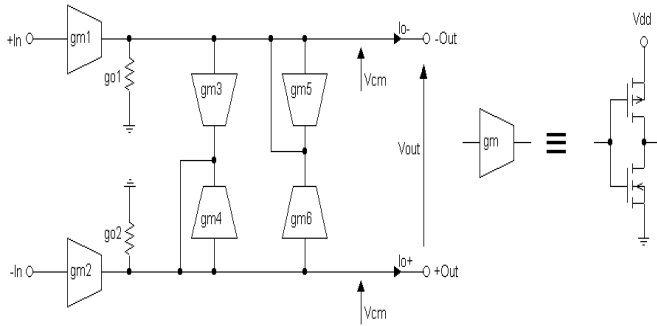 +In
gm1
Io-
-Out
go1
gm3
gm5
Vcm
Vdd
Vout
gm
go2
gm4
gm6
-In
gm2
Io+
+Out
Vcm